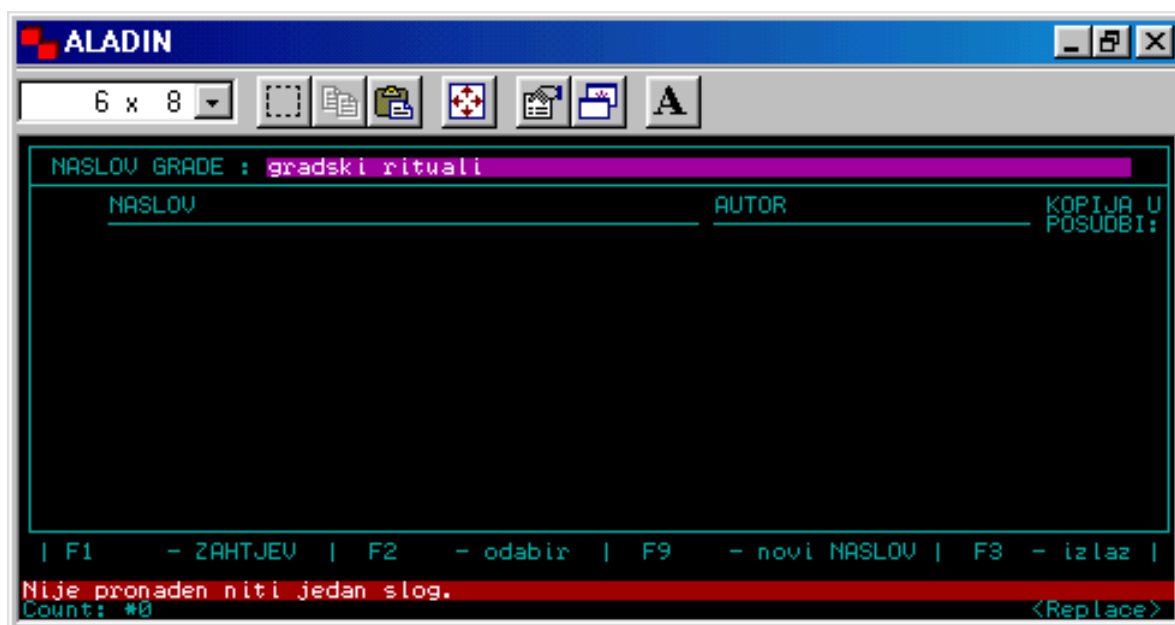 ALADIN
6 x 8
A
NASLOV GRADE : gradski rituali
NASLOV AUTOR KOPIJA U
POSUDBI:
| F1 - ZAHTJEV | F2 - odabir | F9 - novi NASLOV | F3 - izlaz |
Nije pronaden niti jedan slog.
Count: *0 <Replace>